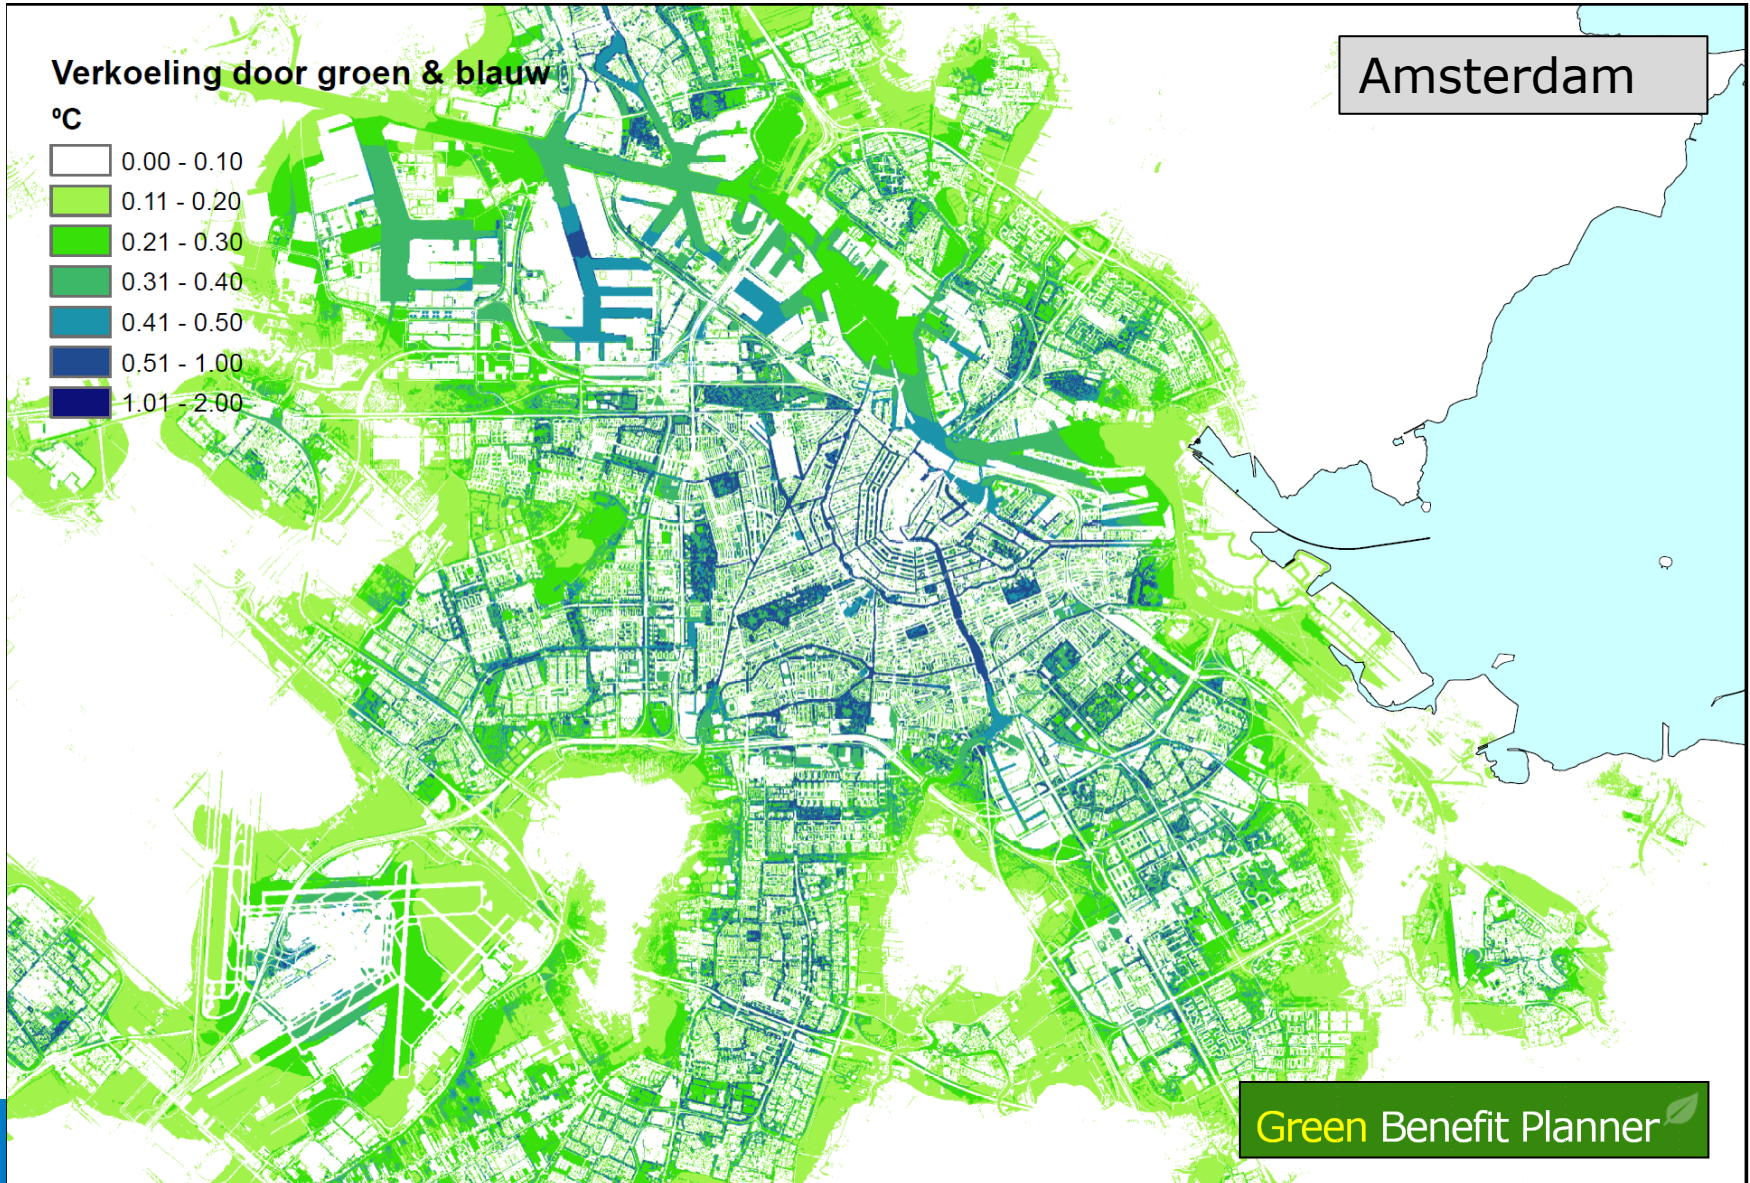 Verkoeling door groen & blauw
ºC
0.00 - 0.10
0.11 - 0.20
0.21 - 0.30
0.31 - 0.40
0.41 - 0.50
0.51 - 1.00
1.01 - 2.00
Amsterdam
Green Benefit Planner